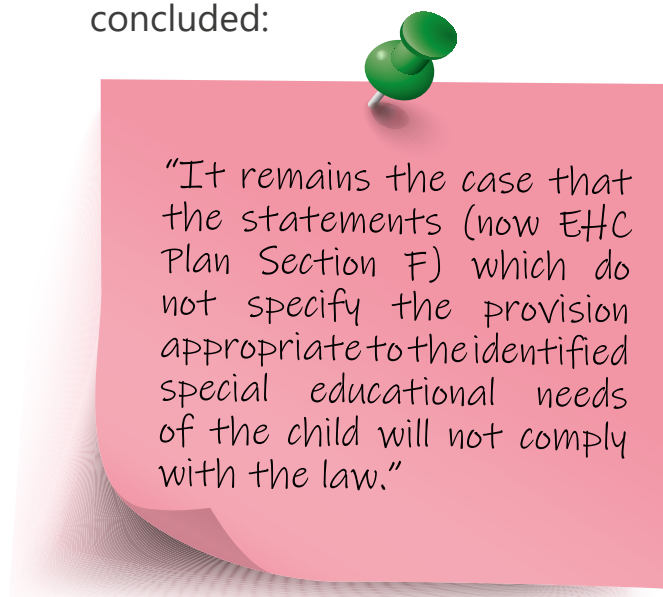 concluded:
“It remains the case that
the statements (now EHC
Plan Section F) which do
not specify the provision
appropriate to the identified
special educational needs
of the child will not comply
with the law.”